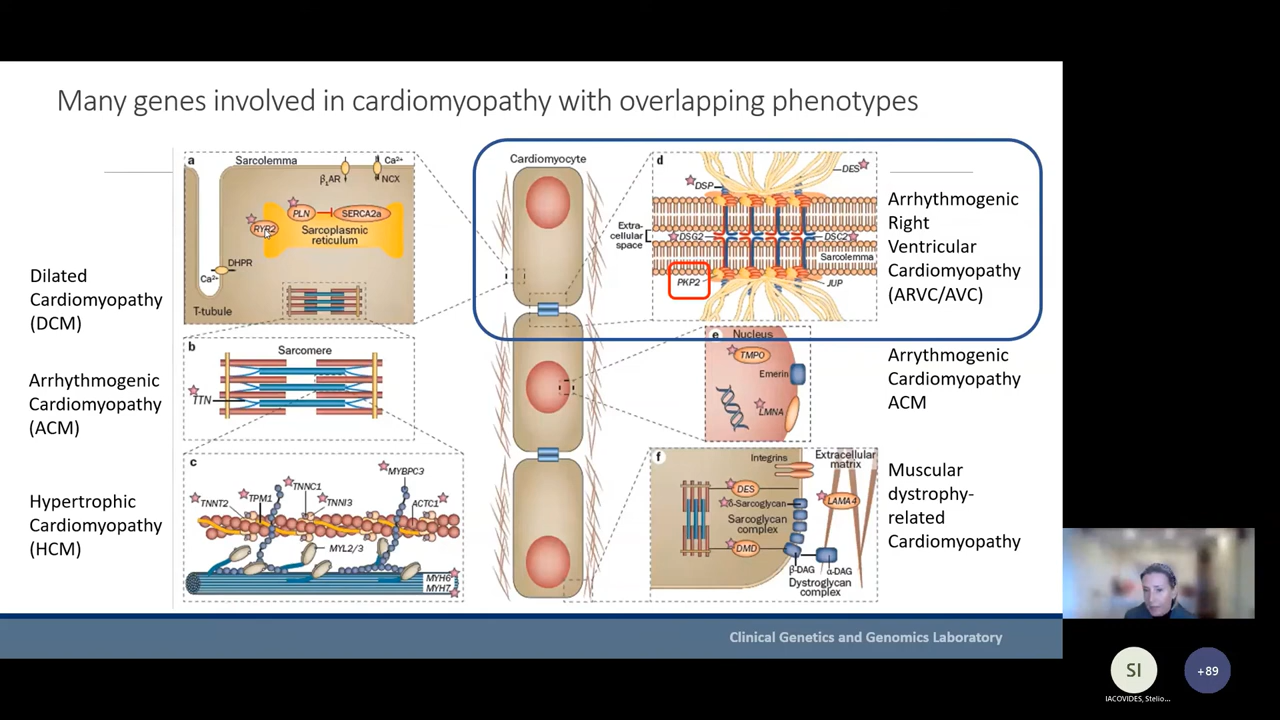 Many genes involved in cardiomyopathy with overlapping phenotypes
Dilated
Cardiomyopathy
(DCM)
Arrhythmogenic
Cardiomyopathy
(ACM)
Hypertrophic
Cardiomyopathy
(HCM)
a
Sarcolemma
Ca²⁺
β₁AR
NCX
PLN
SERCA2a
RYR2
Sarcoplasmic
reticulum
DHPR
Ca²⁺
T-tubule
b
Sarcomere
TTN
c
MYBPC3
TNNC1
TNNT2
TPM1
TNNI3
ACTC1
MYL2/3
MYH6
MYH7
Cardiomyocyte
d
DES
DSP
Extra-
cellular
space
DSG2
DSC2
Sarcolemma
PKP2
JUP
e
Nucleus
TMPO
Emerin
LMNA
f
Integrins
Extracellular
matrix
DES
δ-Sarcoglycan
LAMA4
Sarcoglycan
complex
DMD
β-DAG
α-DAG
Dystroglycan
complex
Arrhythmogenic
Right
Ventricular
Cardiomyopathy
(ARVC/AVC)
Arrythmogenic
Cardiomyopathy
ACM
Muscular
dystrophy-
related
Cardiomyopathy
Clinical Genetics and Genomics Laboratory
SI
+89
IACOVIDES, Stelio...